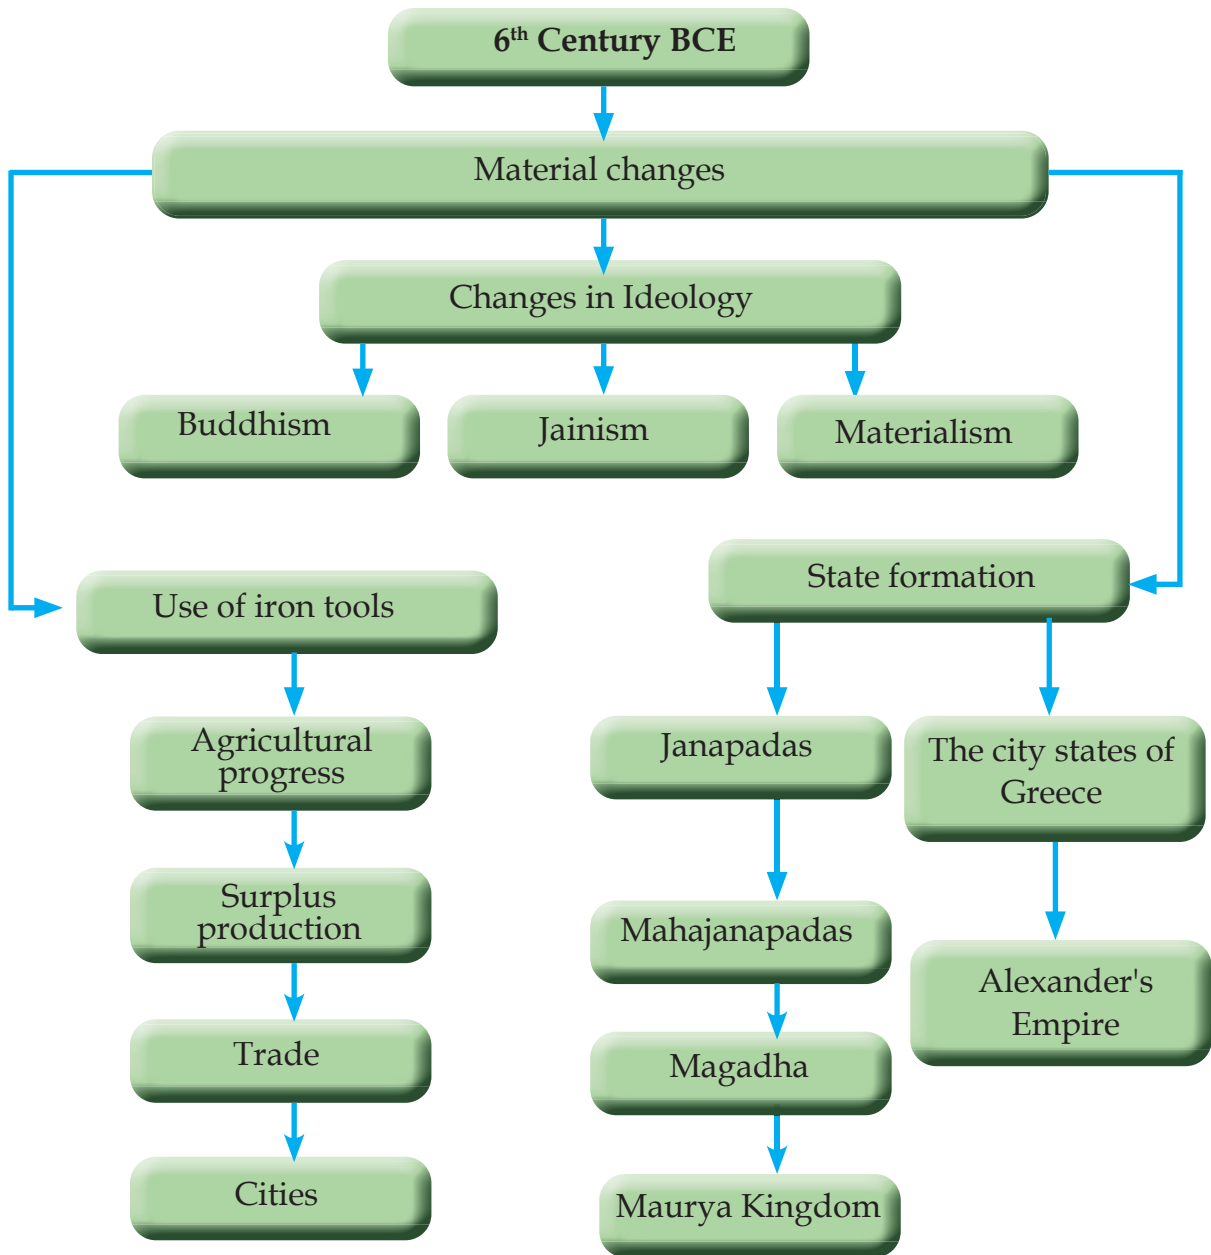 6th Century BCE
Material changes
Changes in Ideology
Buddhism
Jainism
Materialism
Use of iron tools
Agricultural
progress
Surplus
production
Trade
Cities
State formation
Janapadas
Mahajanapadas
Magadha
Maurya Kingdom
The city states of
Greece
Alexander's
Empire